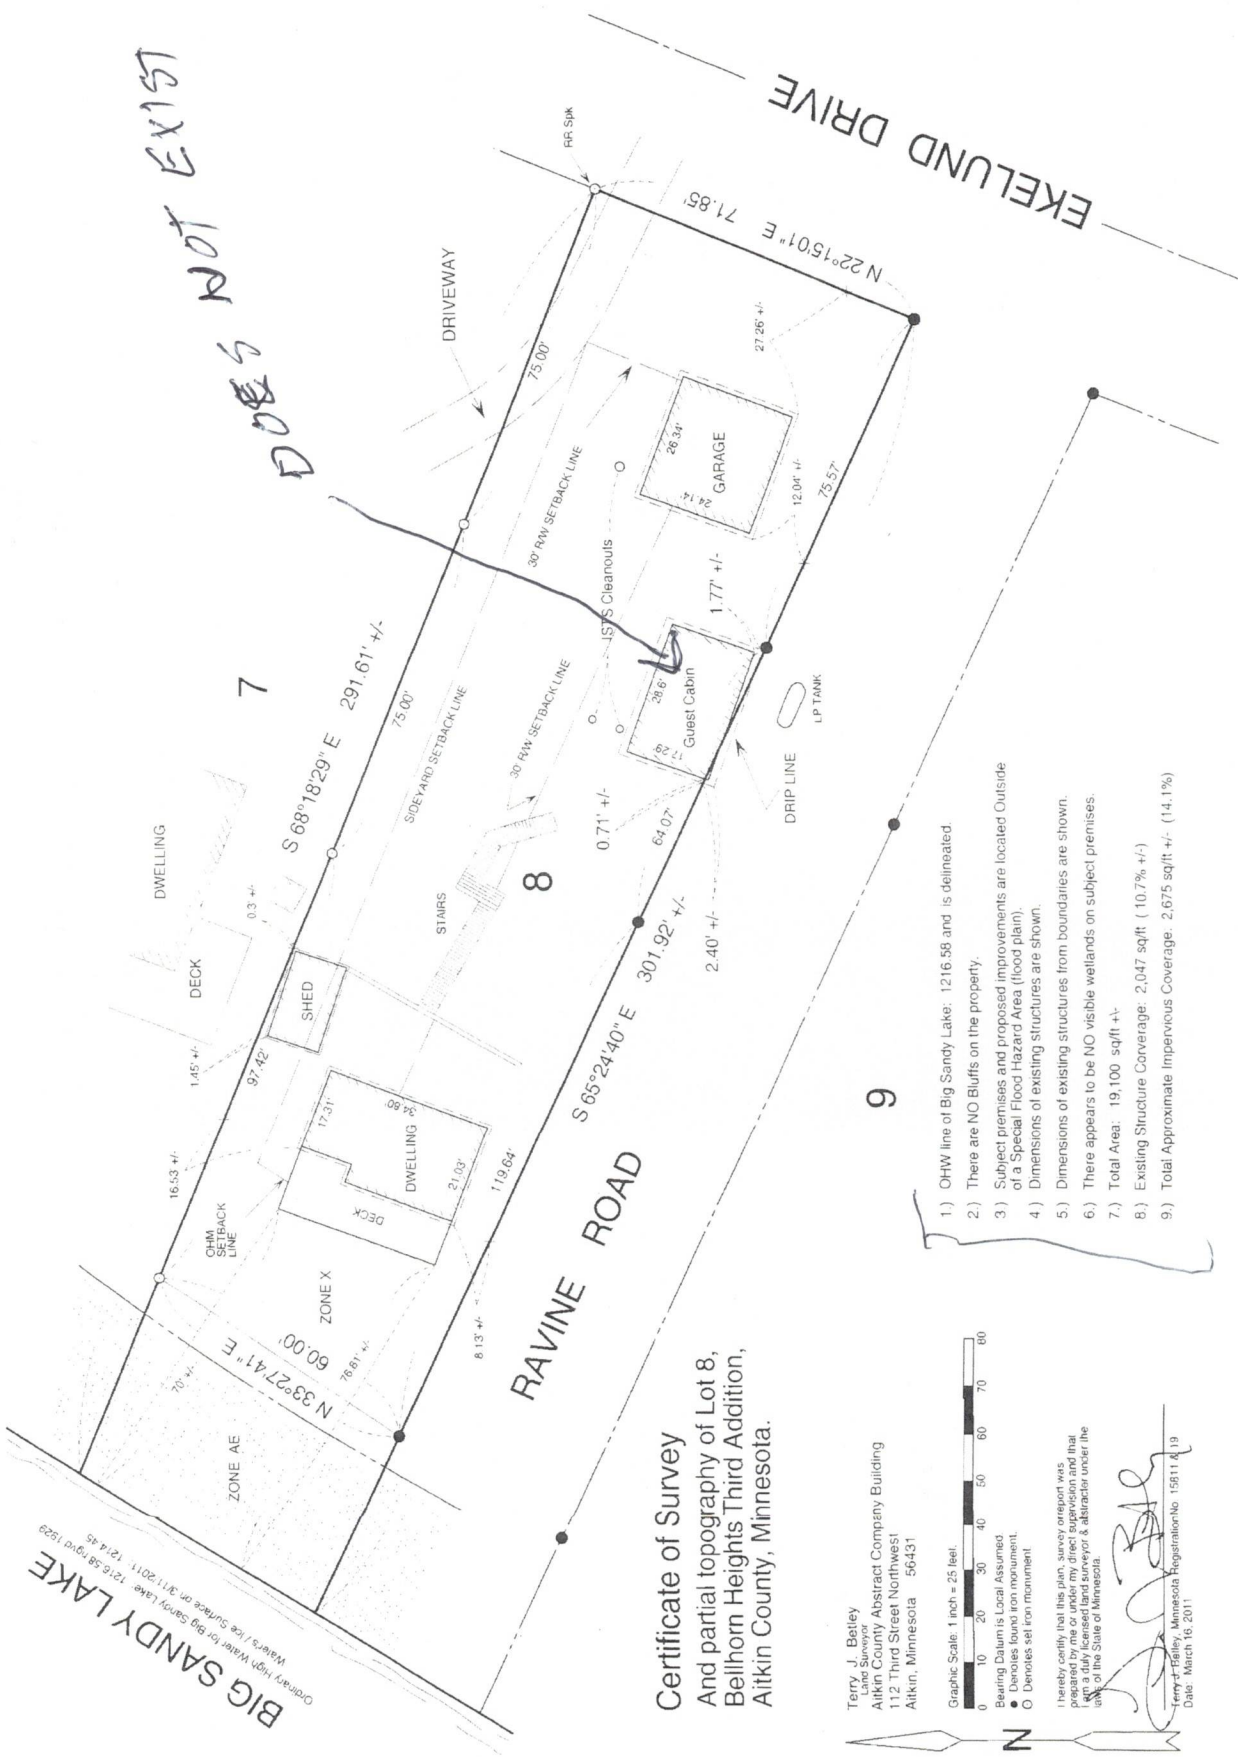 DOES NOT EXIST
EKELUND DRIVE
RR Spk
N 22°15'01" E 71.85'
DRIVEWAY
75.00'
30' R/W SETBACK LINE
27.26' +/-
26.34'
24.14'
GARAGE
12.04' +/-
75.57'
ISTS Cleanouts
1.77' +/-
7
S 68°18'29" E 291.61' +/-
75.00'
SIDEYARD SETBACK LINE
30' R/W SETBACK LINE
28.6'
17.29'
Guest Cabin
LP TANK
DRIP LINE
0.71' +/-
64.07'
2.40' +/-
DWELLING
0.3' +/-
DECK
STAIRS
8
S 65°24'40" E 301.92' +/-
SHED
1.45' +/-
97.42'
16.53' +/-
17.31'
34.80'
DWELLING
21.03'
DECK
119.64'
OHM
SETBACK
LINE
ZONE X
8.13' +/-
76.81' +/-
70' +/-
N 33°27'41" E
60.00'
ZONE AE
RAVINE ROAD
9
BIG SANDY LAKE
Ordinary High Water for Big Sandy Lake 1216.58 ngvd 1929
Water's / Ice Surface on 3/11/2011: 1214.45
1.) OHW line of Big Sandy Lake: 1216.58 and is delineated.
2.) There are NO Bluffs on the property.
3.) Subject premises and proposed improvements are located Outside
of a Special Flood Hazard Area (flood plain).
4.) Dimensions of existing structures are shown.
5.) Dimensions of existing structures from boundaries are shown.
6.) There appears to be NO visible wetlands on subject premises.
7.) Total Area: 19,100 sq/ft +\-
8.) Existing Structure Coverage: 2,047 sq/ft ( 10.7% +/-)
9.) Total Approximate Impervious Coverage. 2,675 sq/ft +/- (14.1%)
Certificate of Survey
And partial topography of Lot 8,
Bellhorn Heights Third Addition,
Aitkin County, Minnesota.
Terry J. Betley
Land Surveyor
Aitkin County Abstract Company Building
112 Third Street Northwest
Aitkin, Minnesota 56431
Graphic Scale: 1 inch = 25 feet.
0 10 20 30 40 50 60 70 80
Bearing Datum is Local Assumed
● Denotes found iron monument.
O Denotes set iron monument
N
I hereby certify that this plan, survey or report was
prepared by me or under my direct supervision and that
I am a duly licensed land surveyor & abstracter under the
laws of the State of Minnesota.
Terry J. Betley, Minnesota Registration No. 15811 & 19
Date: March 16, 2011